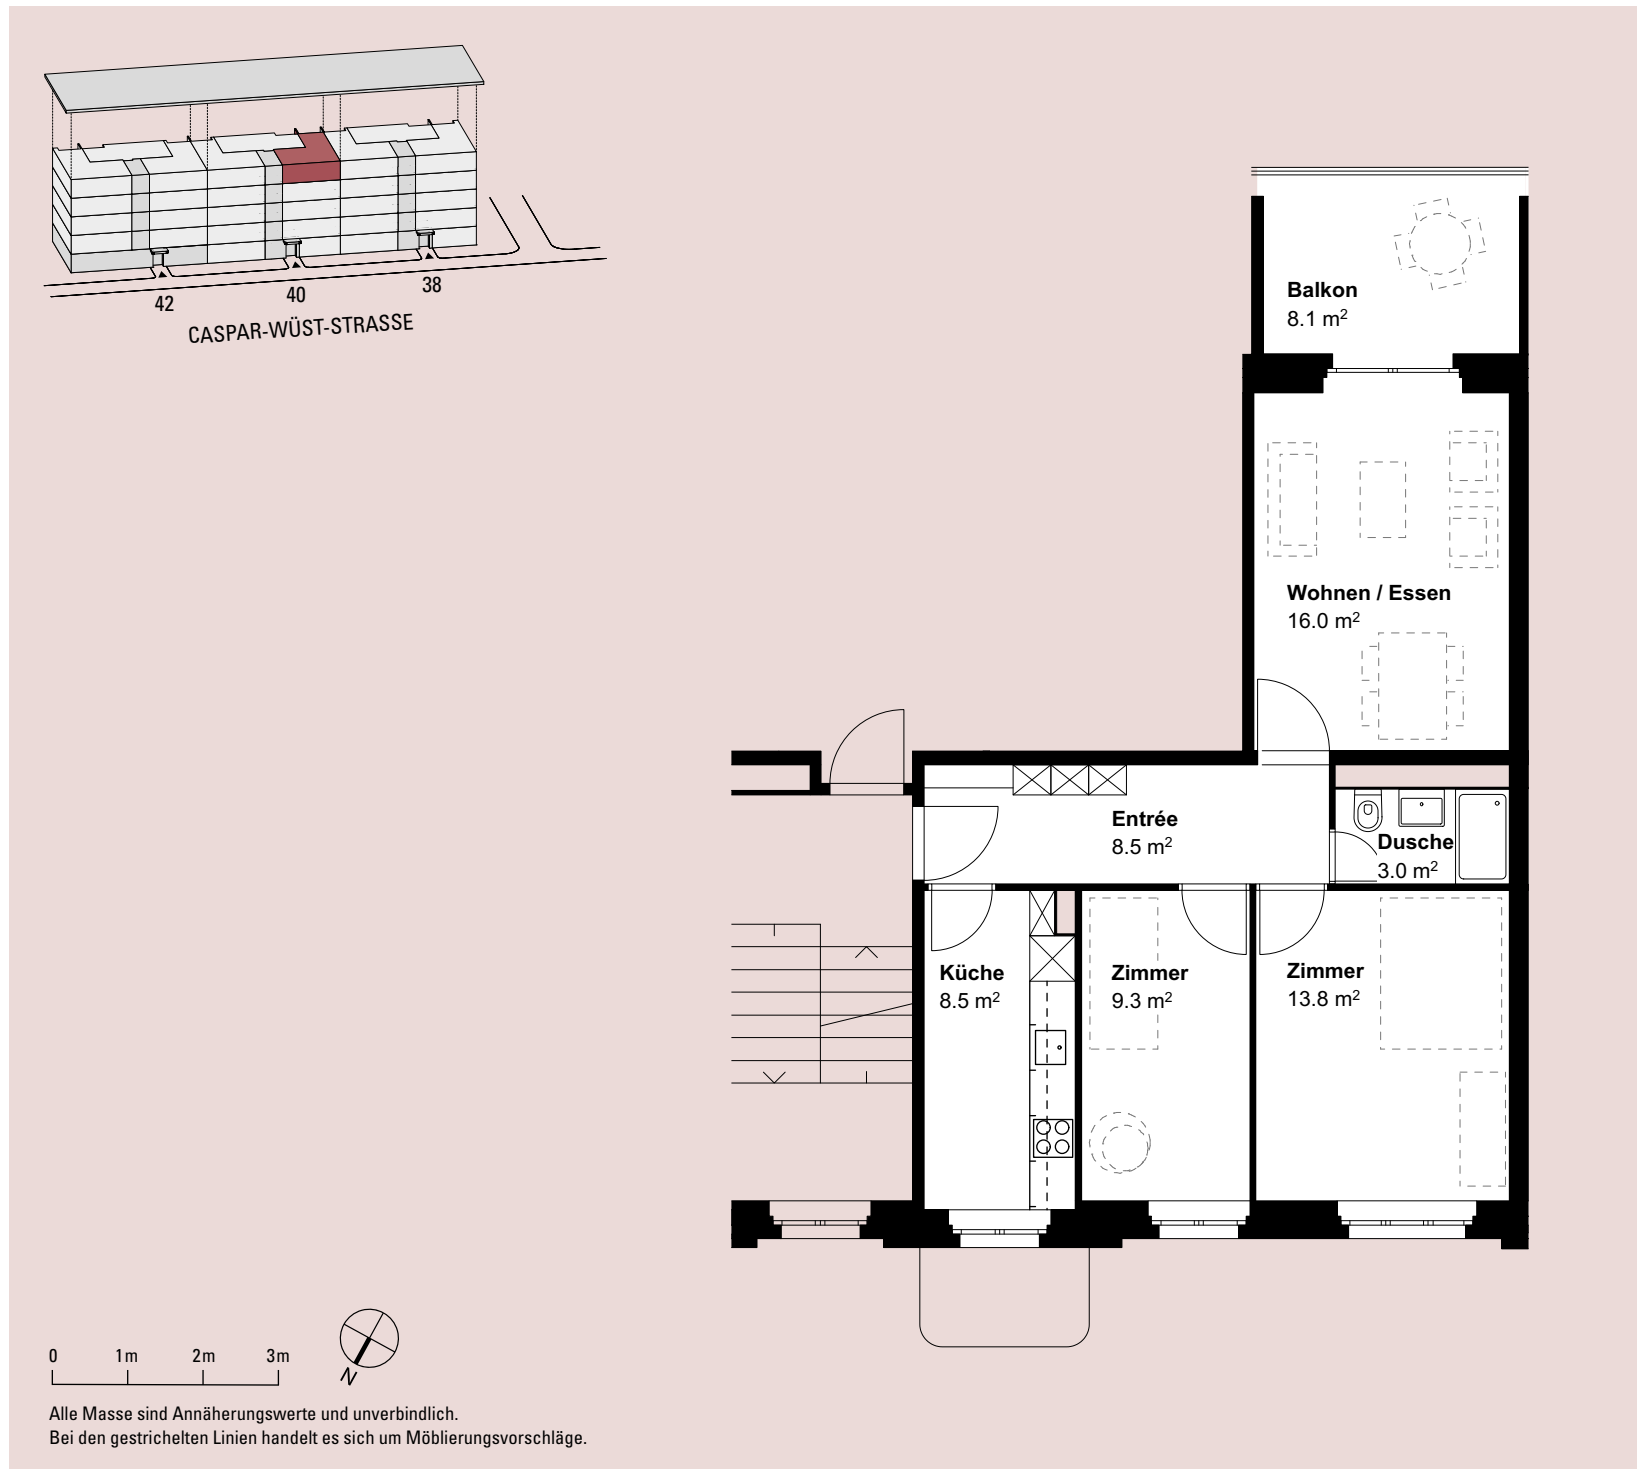 42
40
38
CASPAR-WÜST-STRASSE
Balkon
8.1 m²
Wohnen / Essen
16.0 m²
Entrée
8.5 m²
Dusche
3.0 m²
Küche
8.5 m²
Zimmer
9.3 m²
Zimmer
13.8 m²
0 1m 2m 3m
N
Alle Masse sind Annäherungswerte und unverbindlich.
Bei den gestrichelten Linien handelt es sich um Möblierungsvorschläge.